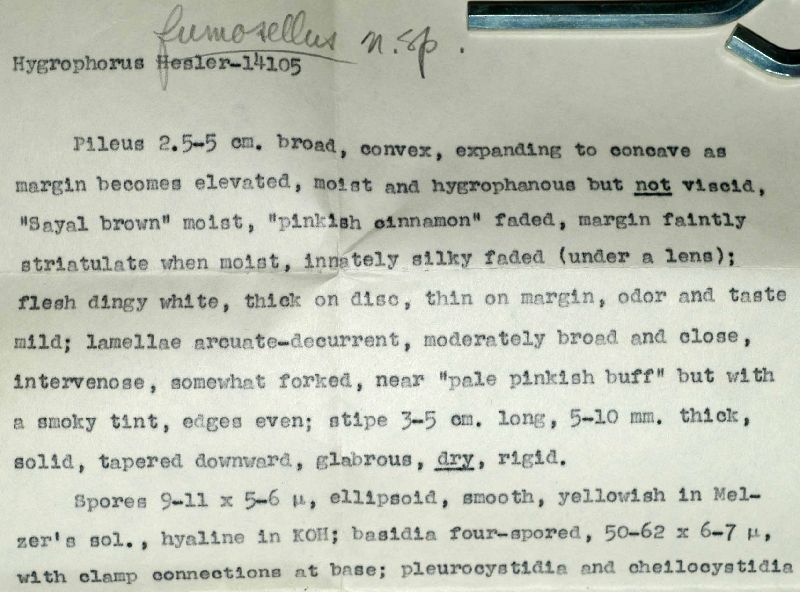 fumosellus n.sp.
Hygrophorus Hesler-14105
Pileus 2.5-5 cm. broad, convex, expanding to concave as
margin becomes elevated, moist and hygrophanous but not viscid,
"Sayal brown" moist, "pinkish cinnamon" faded, margin faintly
striatulate when moist, innately silky faded (under a lens);
flesh dingy white, thick on disc, thin on margin, odor and taste
mild; lamellae arcuate-decurrent, moderately broad and close,
intervenose, somewhat forked, near "pale pinkish buff" but with
a smoky tint, edges even; stipe 3-5 cm. long, 5-10 mm. thick,
solid, tapered downward, glabrous, dry, rigid.
Spores 9-11 x 5-6 µ, ellipsoid, smooth, yellowish in Mel-
zer's sol., hyaline in KOH; basidia four-spored, 50-62 x 6-7 µ,
with clamp connections at base; pleurocystidia and cheilocystidia